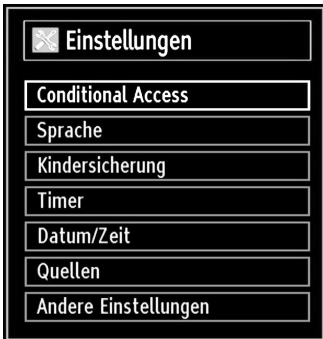 Einstellungen
Conditional Access
Sprache
Kindersicherung
Timer
Datum/Zeit
Quellen
Andere Einstellungen